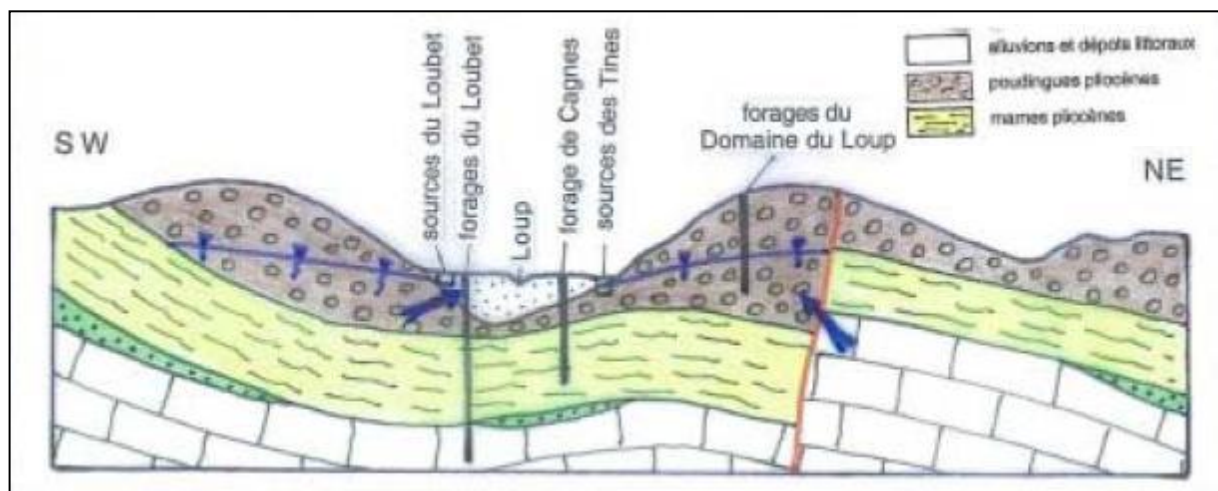 alluvions et dépôts littoraux
poudingues pliocènes
marnes pliocènes
SW
NE
sources du Loubet
forages du Loubet
Loup
forage de Cagnes
sources des Tines
forages du
Domaine du Loup